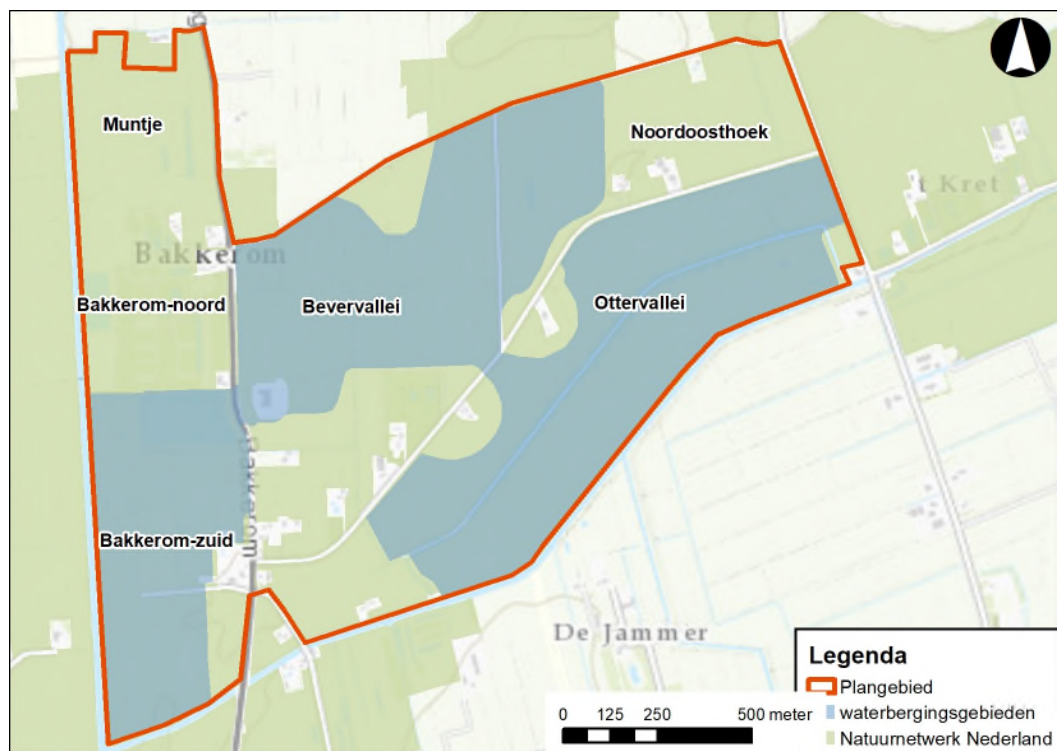 Muntje
Noordoosthoek
't Kret
Bakkerom
Bakkerom-noord
Bevervallei
Ottervallei
Bakkerom
Bakkerom-zuid
De Jammer
Legenda
Plangebied
waterbergingsgebieden
Natuurnetwerk Nederland
0 125 250 500 meter